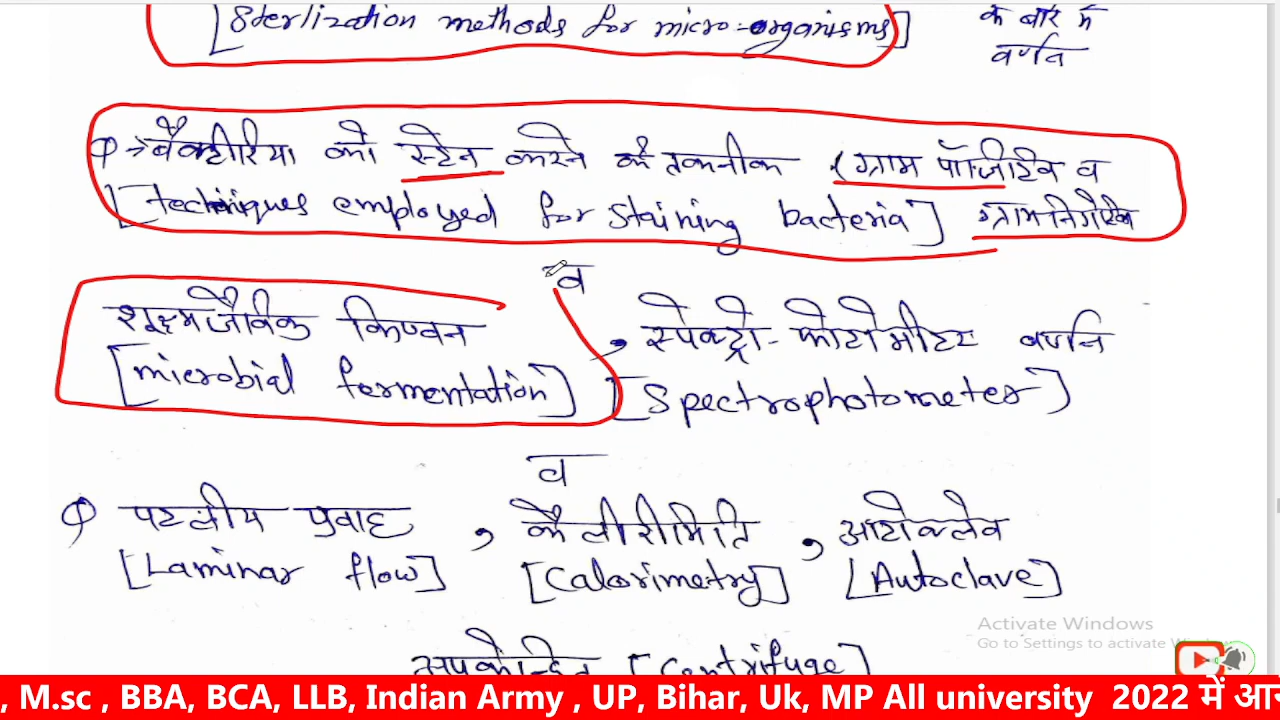 [Sterlization methods for micro-organisms]
के बारे में
वर्णन
Q → बैक्टीरिया को स्टेन करने के तकनीक (ग्राम पॉजिटिव व
[techniques employed for staining bacteria] ग्रामनिगेटिव
व
शूक्ष्मजैविक किण्वन , स्पेक्ट्रो-फोटोमीटर वर्णन
[microbial fermentation] [Spectrophotometer]
व
Q पटलीय प्रवाह , कैलोरीमिति , आटोक्लेव
[Laminar flow] [Calorimetry] [Autoclave]
[Centrifuge]
Activate Windows
Go to Settings to activate
, M.sc , BBA, BCA, LLB, Indian Army , UP, Bihar, Uk, MP All university 2022 में